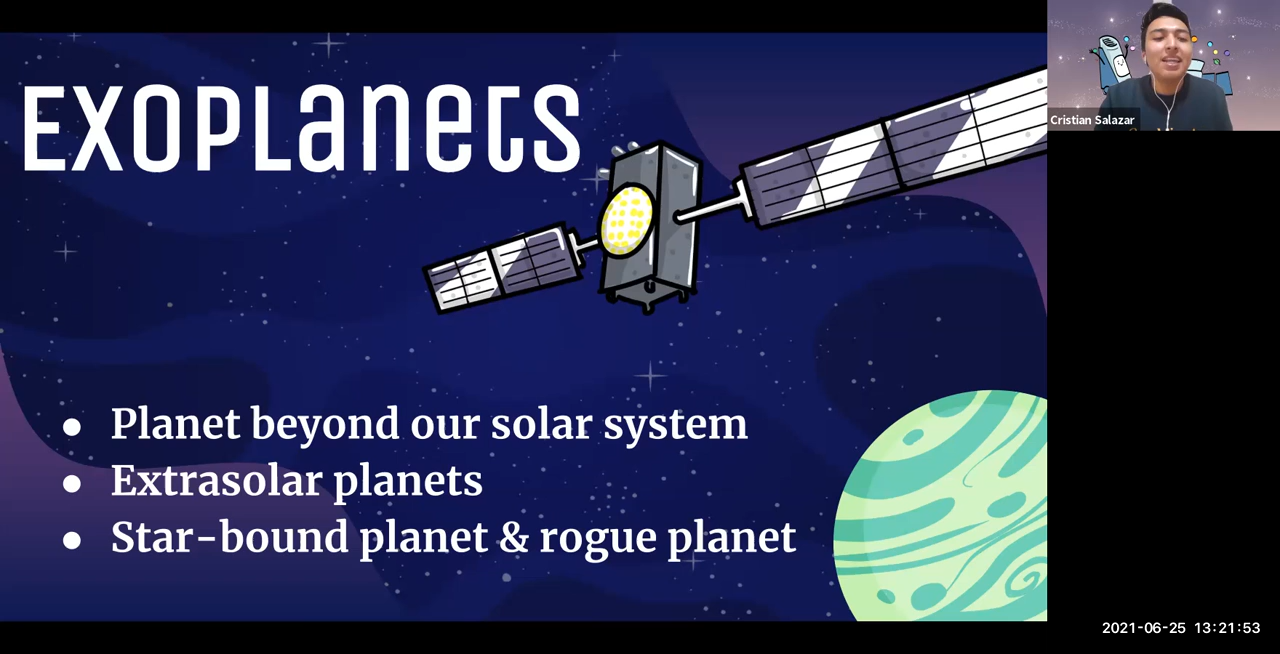 EXOPLanets
● Planet beyond our solar system
● Extrasolar planets
● Star-bound planet & rogue planet
Cristian Salazar
2021-06-25 13:21:53